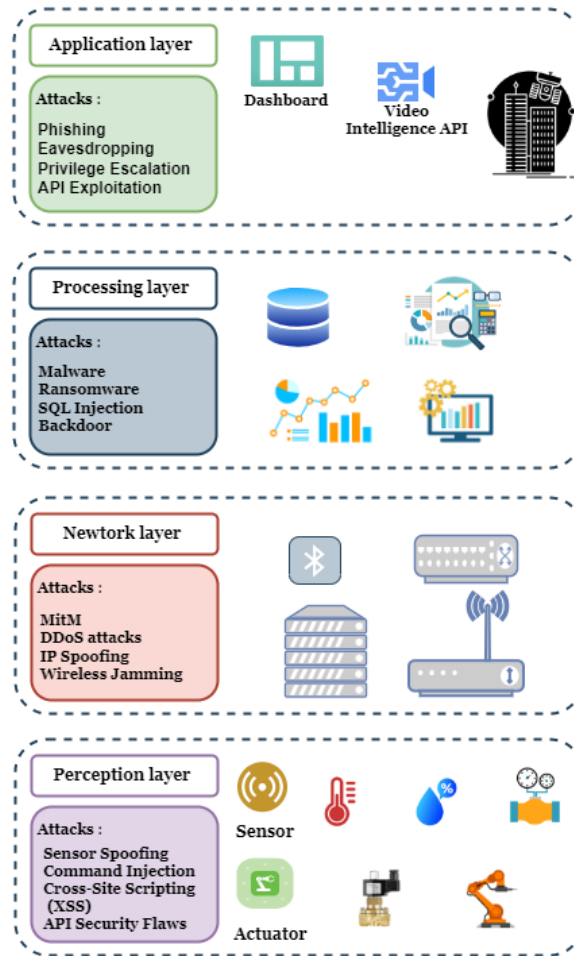 Application layer
Attacks :
Phishing
Eavesdropping
Privilege Escalation
API Exploitation
Dashboard
Video
Intelligence API
Processing layer
Attacks :
Malware
Ransomware
SQL Injection
Backdoor
Newtork layer
Attacks :
MitM
DDoS attacks
IP Spoofing
Wireless Jamming
Perception layer
Attacks :
Sensor Spoofing
Command Injection
Cross-Site Scripting
(XSS)
API Security Flaws
Sensor
%
Actuator